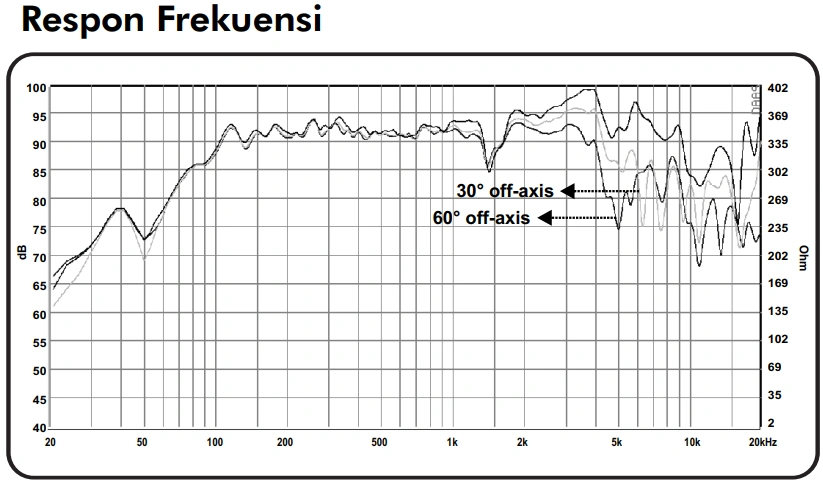 Respon Frekuensi
100 402
95 369
90 335
85 302
80 30° off-axis 269
75 60° off-axis 235
70 dB 202 Ohm
65 169
60 135
55 102
50 69
45 35
40 2
20 50 100 200 500 1k 2k 5k 10k 20kHz